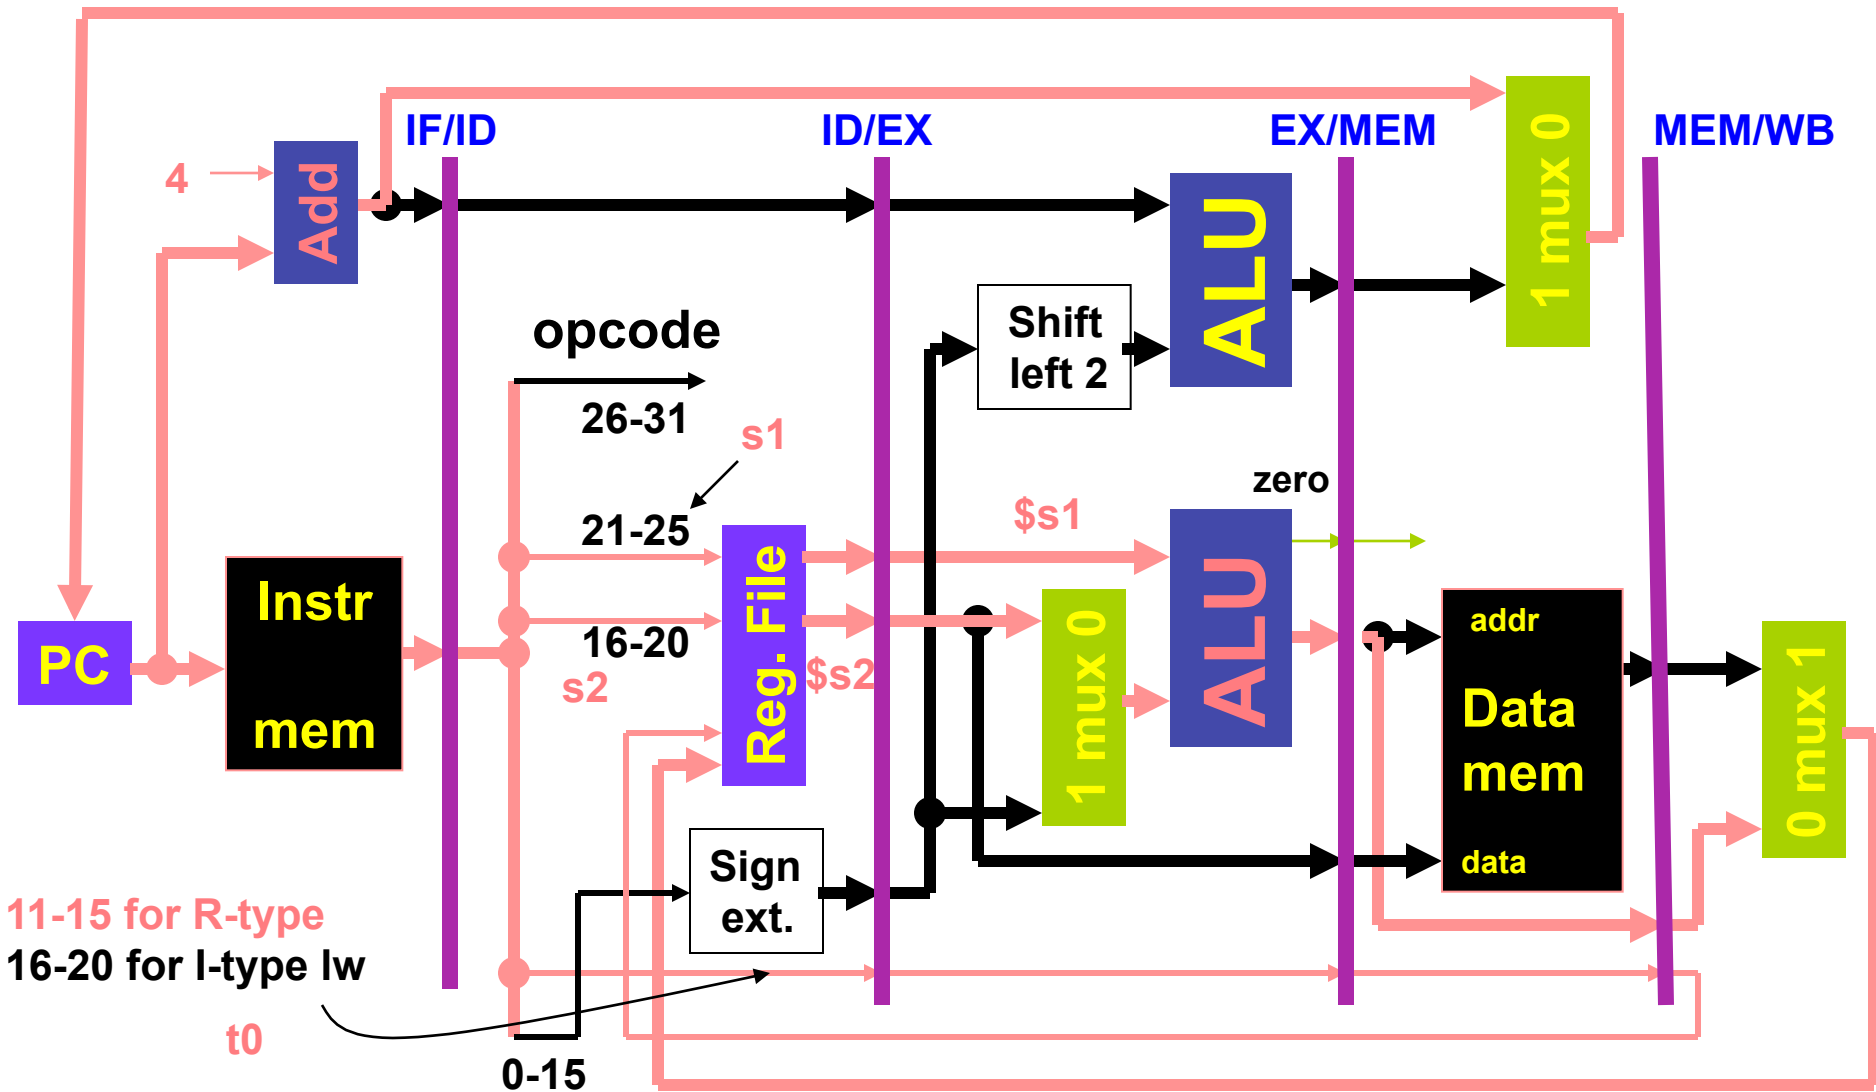 IF/ID
ID/EX
EX/MEM
MEM/WB
4
Add
1 mux 0
ALU
opcode
26-31
Shift
left 2
s1
21-25
zero
$s1
Instr
mem
PC
16-20
s2
Reg. File
$s2
1 mux 0
ALU
addr
Data
mem
data
0 mux 1
Sign
ext.
11-15 for R-type
16-20 for I-type lw
t0
0-15